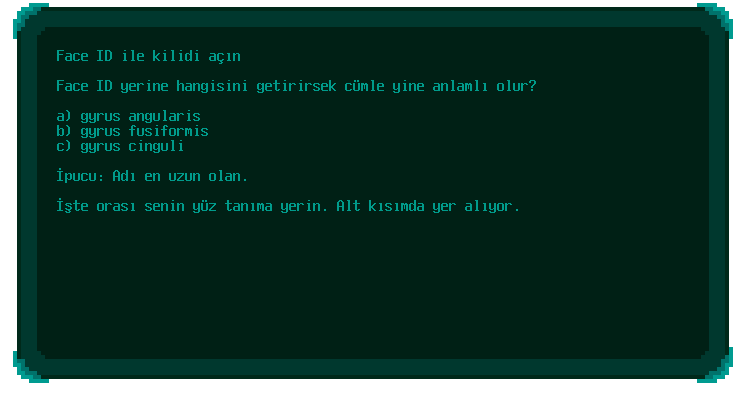 Face ID ile kilidi açın
Face ID yerine hangisini getirirsek cümle yine anlamlı olur?
a) gyrus angularis
b) gyrus fusiformis
c) gyrus cinguli
İpucu: Adı en uzun olan.
İşte orası senin yüz tanıma yerin. Alt kısımda yer alıyor.